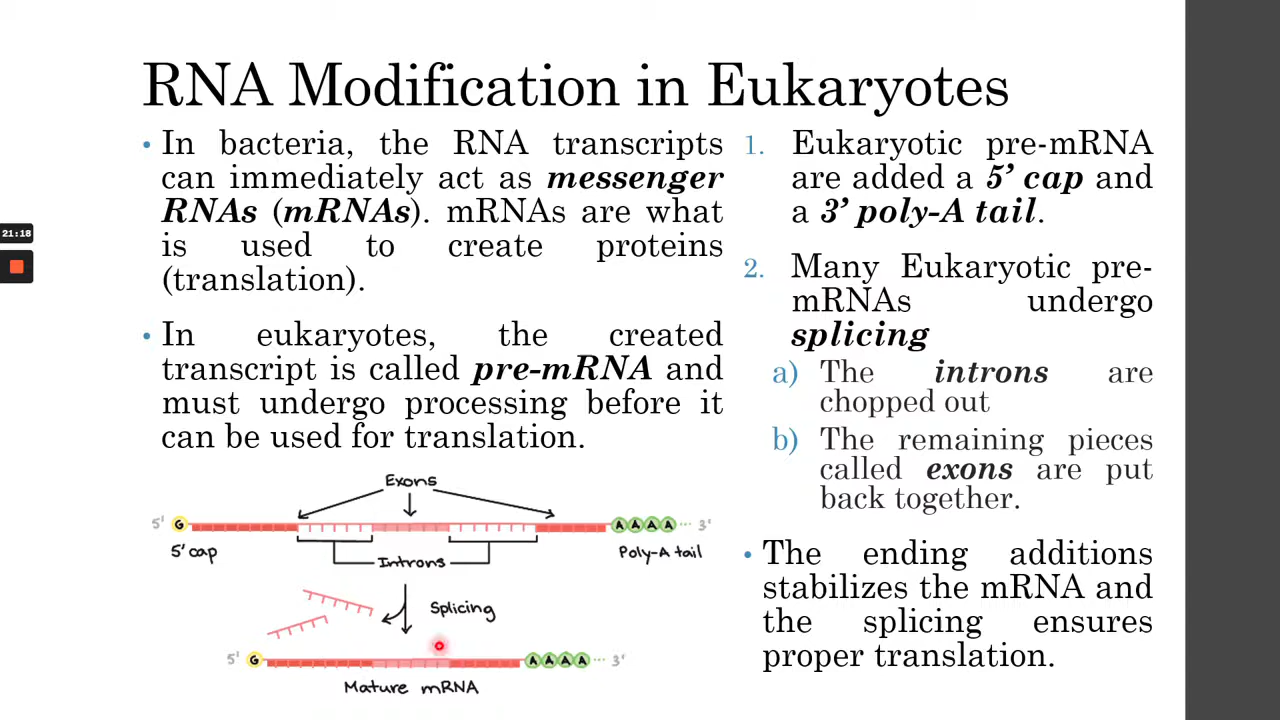 RNA Modification in Eukaryotes
• In bacteria, the RNA transcripts
can immediately act as messenger
RNAs (mRNAs). mRNAs are what
is used to create proteins
(translation).
• In eukaryotes, the created
transcript is called pre-mRNA and
must undergo processing before it
can be used for translation.
Exons
5' G A A A A ... 3'
5' cap
Introns
Poly-A tail
Splicing
5' G A A A A ... 3'
Mature mRNA
1. Eukaryotic pre-mRNA
are added a 5’ cap and
a 3’ poly-A tail.
2. Many Eukaryotic pre-
mRNAs undergo
splicing
a) The introns are
chopped out
b) The remaining pieces
called exons are put
back together.
• The ending additions
stabilizes the mRNA and
the splicing ensures
proper translation.
21:18